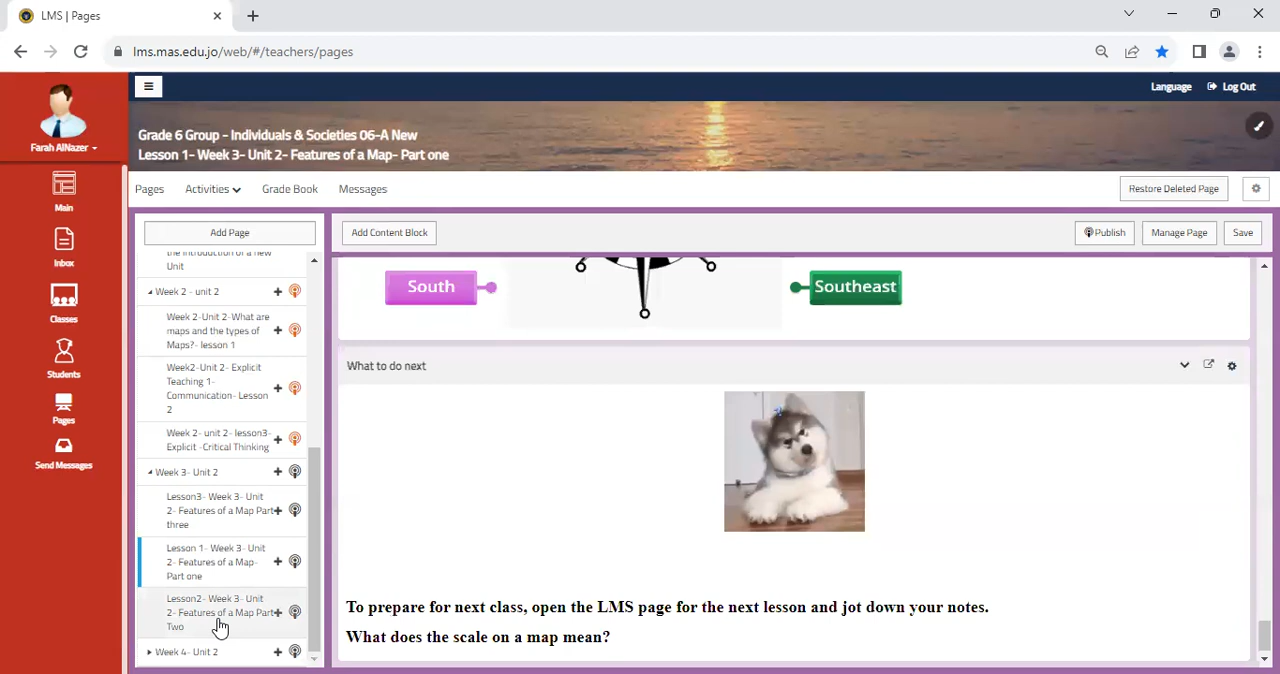 LMS | Pages
lms.mas.edu.jo/web/#/teachers/pages
Language
Log Out
Farah AlNazer
Grade 6 Group - Individuals & Societies 06-A New
Lesson 1- Week 3- Unit 2- Features of a Map- Part one
Pages
Activities
Grade Book
Messages
Restore Deleted Page
Main
Inbox
Classes
Students
Pages
Send Messages
Add Page
Add Content Block
Publish
Manage Page
Save
the introduction of a new
Unit
Week 2 - unit 2
Week 2-Unit 2-What are
maps and the types of
Maps?- lesson 1
Week2-Unit 2- Explicit
Teaching 1-
Communication- Lesson
2
Week 2- unit 2- lesson3-
Explicit -Critical Thinking
Week 3- Unit 2
Lesson3- Week 3- Unit
2- Features of a Map Part
three
Lesson 1- Week 3- Unit
2- Features of a Map-
Part one
Lesson2- Week 3- Unit
2- Features of a Map Part
Two
Week 4- Unit 2
South
Southeast
What to do next
To prepare for next class, open the LMS page for the next lesson and jot down your notes.
What does the scale on a map mean?